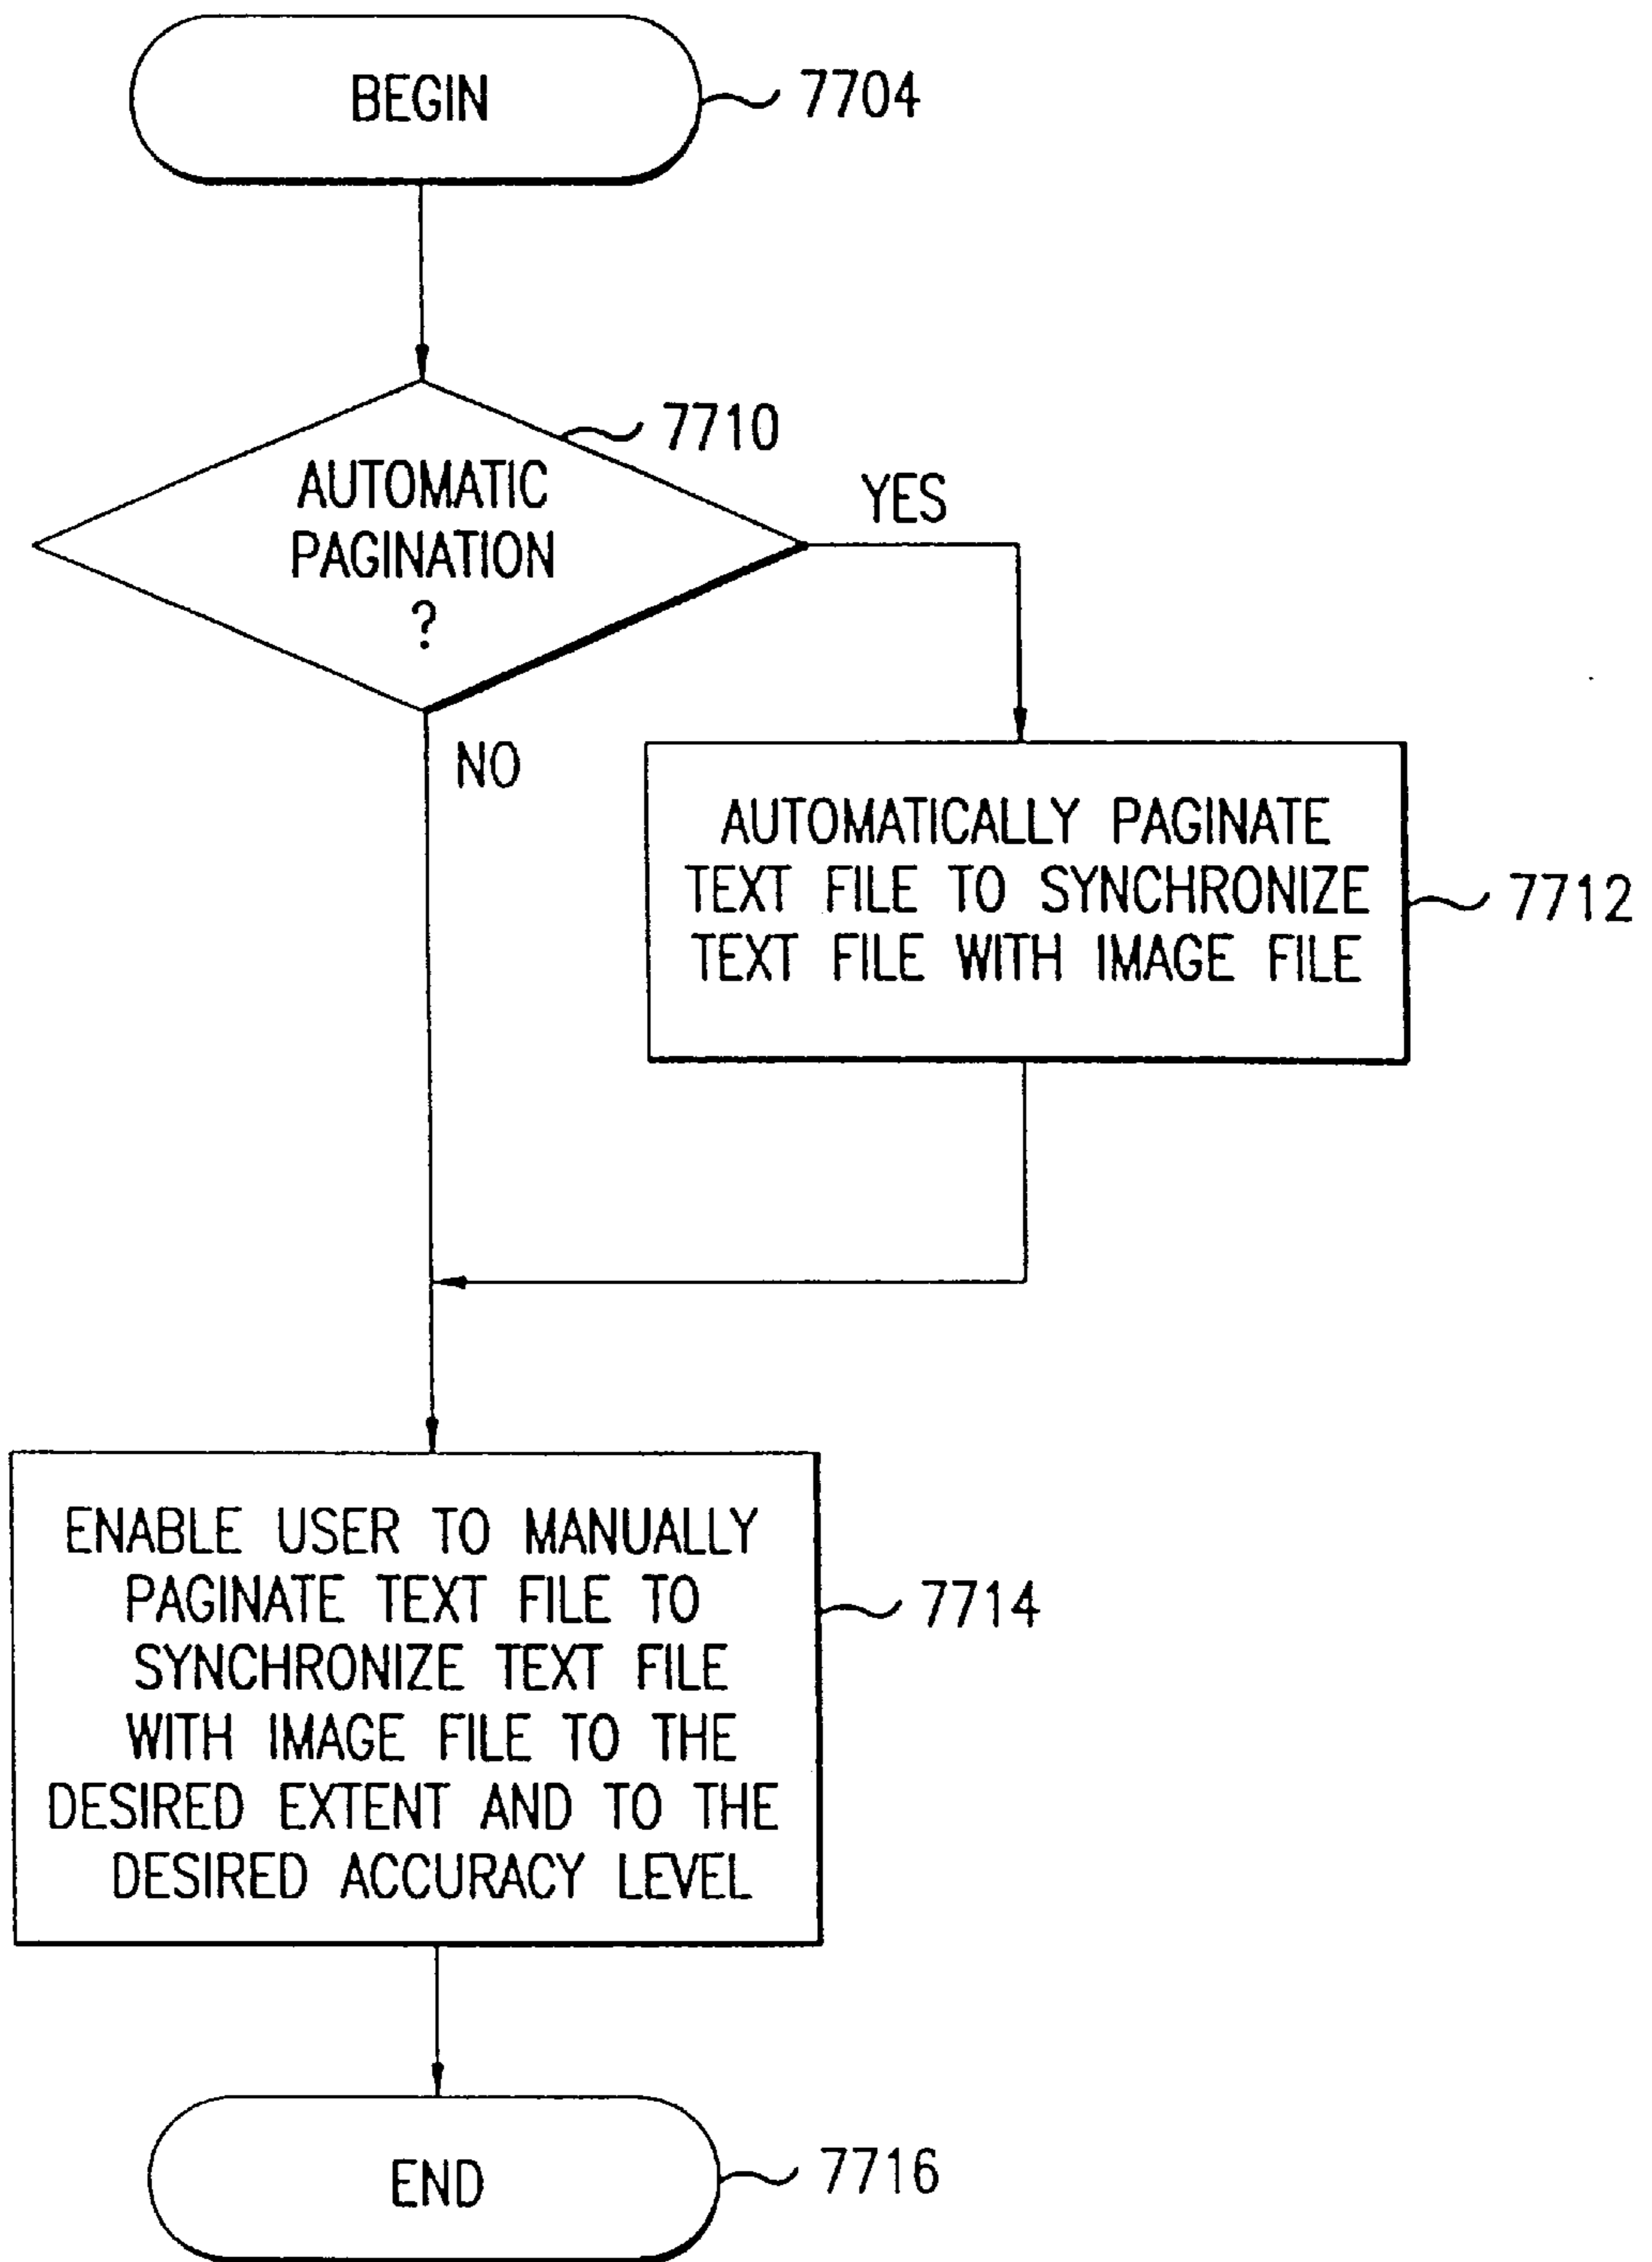 BEGIN
7704
7710
AUTOMATIC
PAGINATION
?
YES
NO
AUTOMATICALLY PAGINATE
TEXT FILE TO SYNCHRONIZE
TEXT FILE WITH IMAGE FILE
7712
ENABLE USER TO MANUALLY
PAGINATE TEXT FILE TO
SYNCHRONIZE TEXT FILE
WITH IMAGE FILE TO THE
DESIRED EXTENT AND TO THE
DESIRED ACCURACY LEVEL
7714
END
7716